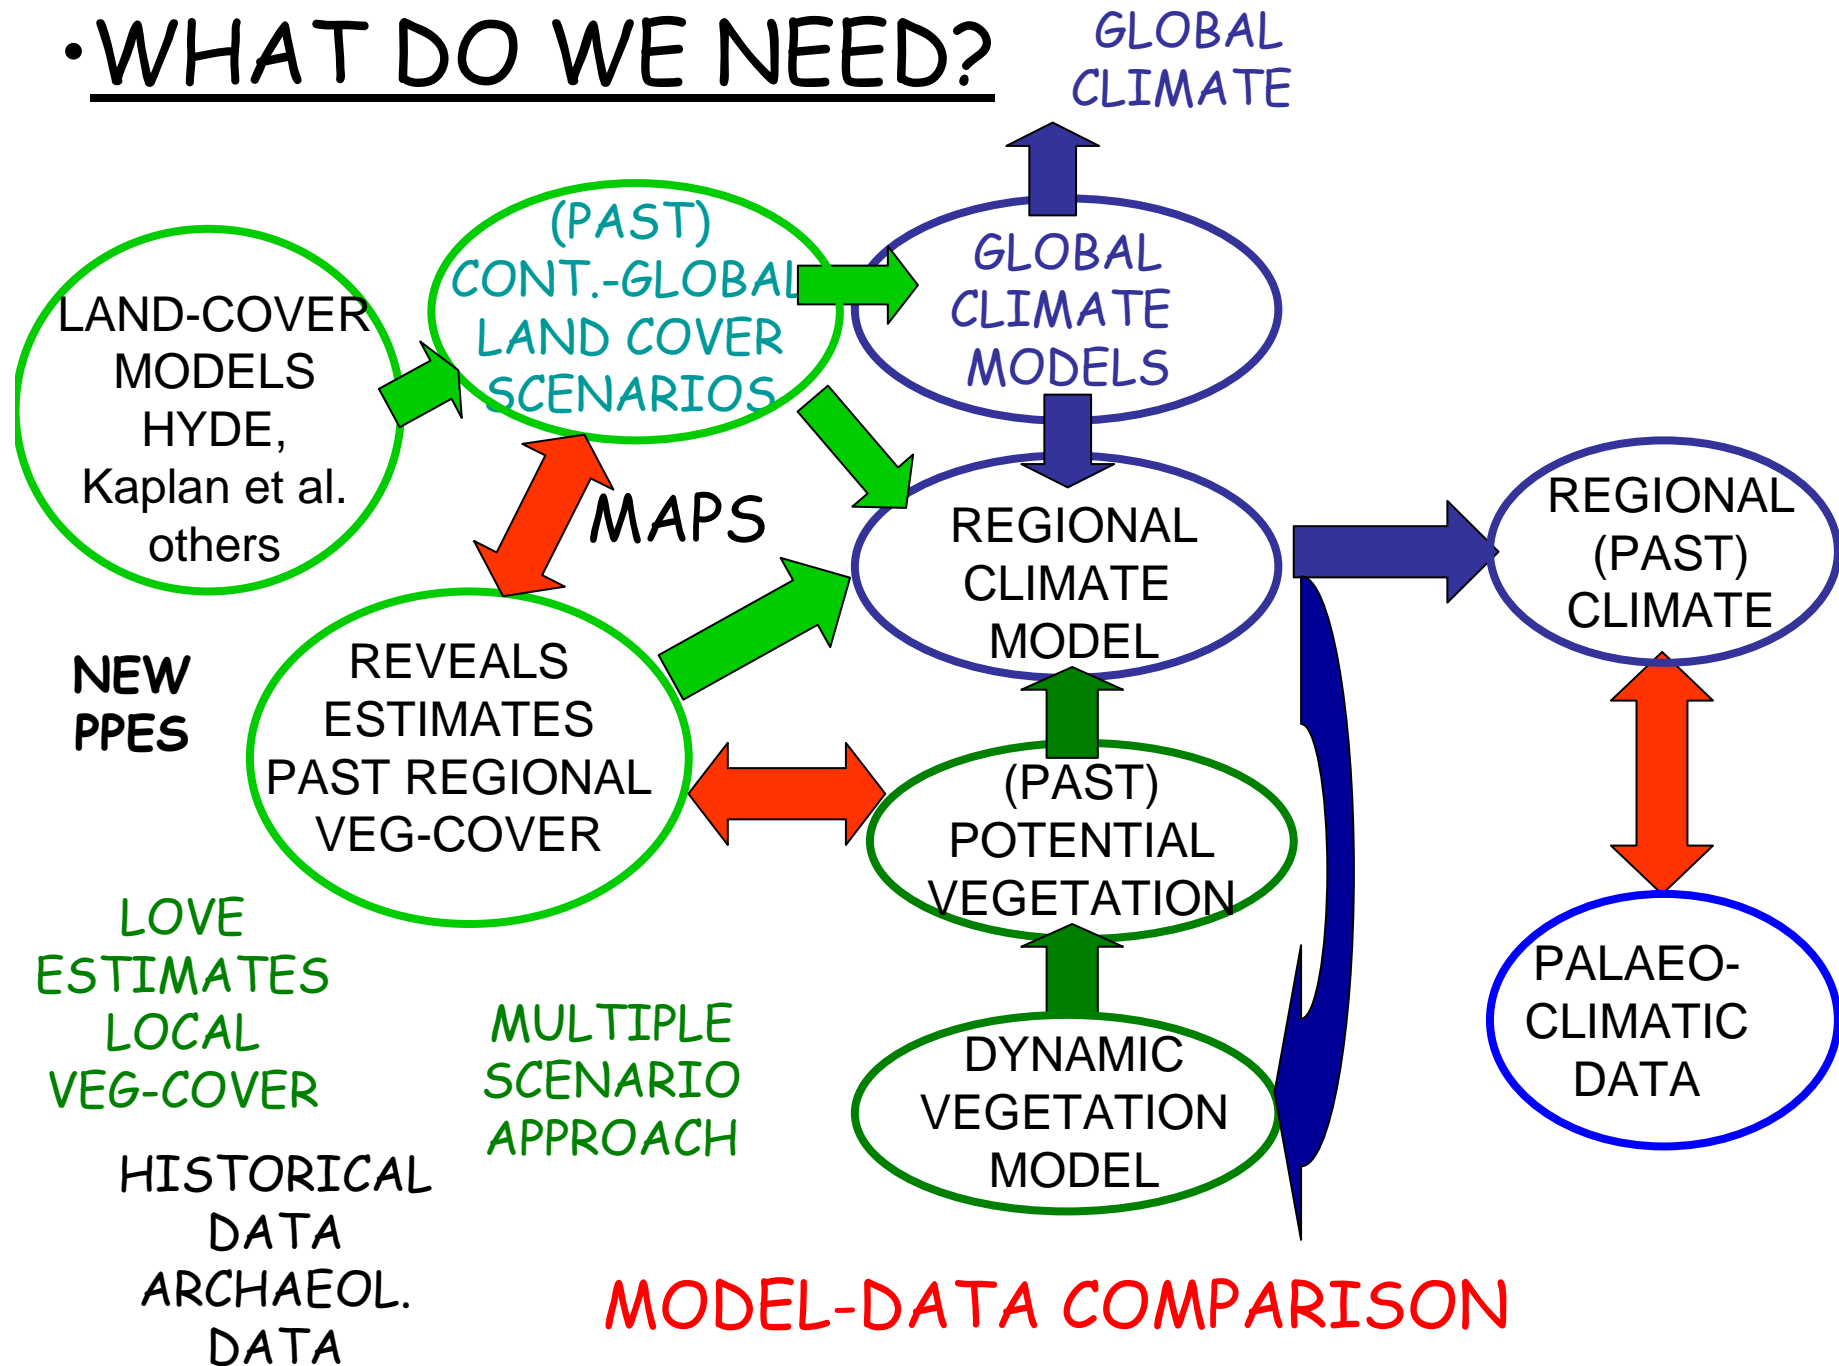 •WHAT DO WE NEED?
GLOBAL
CLIMATE
(PAST)
CONT.-GLOBAL
LAND COVER
SCENARIOS
GLOBAL
CLIMATE
MODELS
LAND-COVER
MODELS
HYDE,
Kaplan et al.
others
MAPS
REGIONAL
CLIMATE
MODEL
REGIONAL
(PAST)
CLIMATE
NEW
PPES
REVEALS
ESTIMATES
PAST REGIONAL
VEG-COVER
(PAST)
POTENTIAL
VEGETATION
LOVE
ESTIMATES
LOCAL
VEG-COVER
MULTIPLE
SCENARIO
APPROACH
DYNAMIC
VEGETATION
MODEL
PALAEO-
CLIMATIC
DATA
HISTORICAL
DATA
ARCHAEOL.
DATA
MODEL-DATA COMPARISON